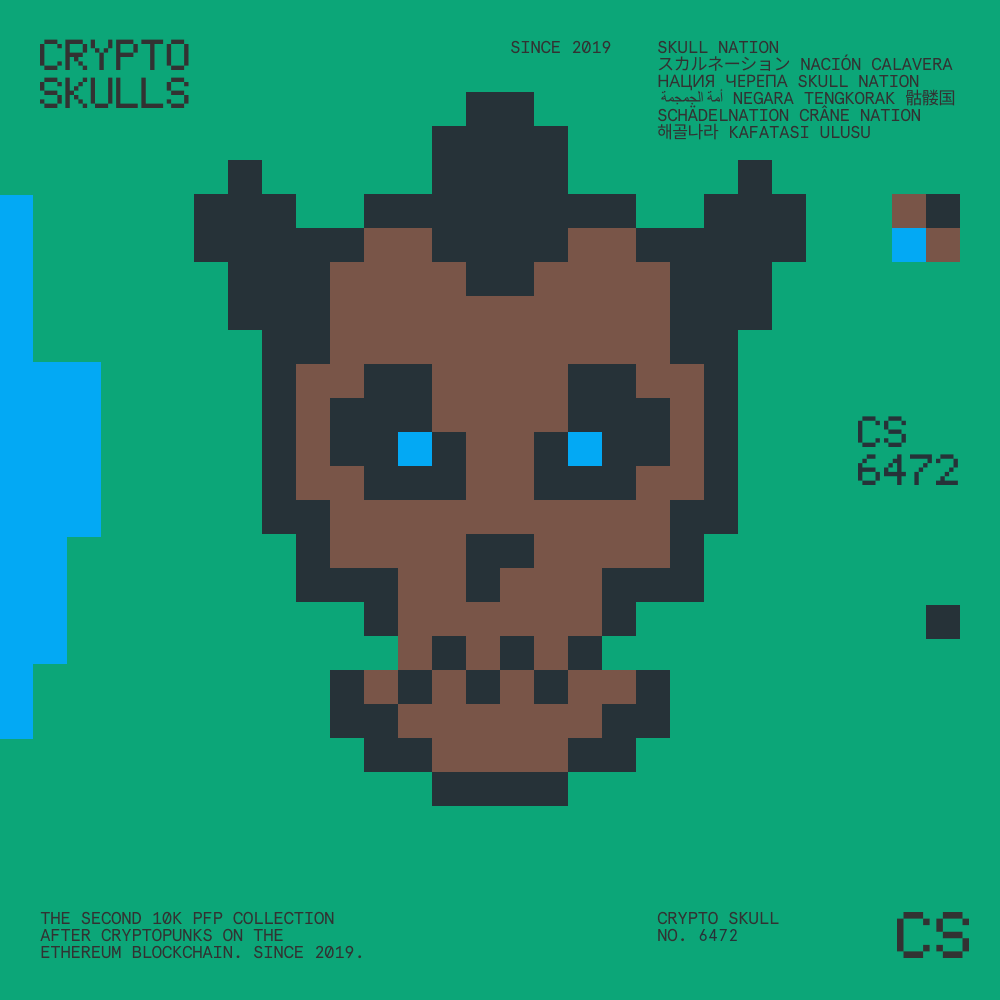 CRYPTO
SKULLS
SINCE 2019
SKULL NATION
スカルネーション NACIÓN CALAVERA
НАЦИЯ ЧЕРЕПА SKULL NATION
أمة الجمجمة NEGARA TENGKORAK 骷髅国
SCHÄDELNATION CRÂNE NATION
해골나라 KAFATASI ULUSU
CS
6472
THE SECOND 10K PFP COLLECTION
AFTER CRYPTOPUNKS ON THE
ETHEREUM BLOCKCHAIN. SINCE 2019.
CRYPTO SKULL
NO. 6472
CS